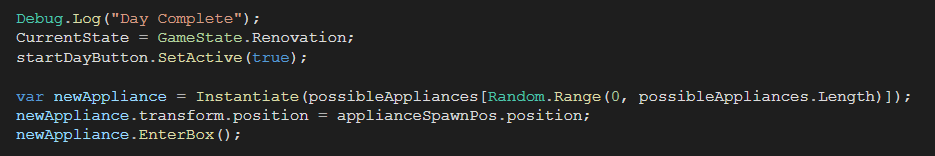 Debug.Log("Day Complete");
CurrentState = GameState.Renovation;
startDayButton.SetActive(true);
var newAppliance = Instantiate(possibleAppliances[Random.Range(0, possibleAppliances.Length)]);
newAppliance.transform.position = applianceSpawnPos.position;
newAppliance.EnterBox();